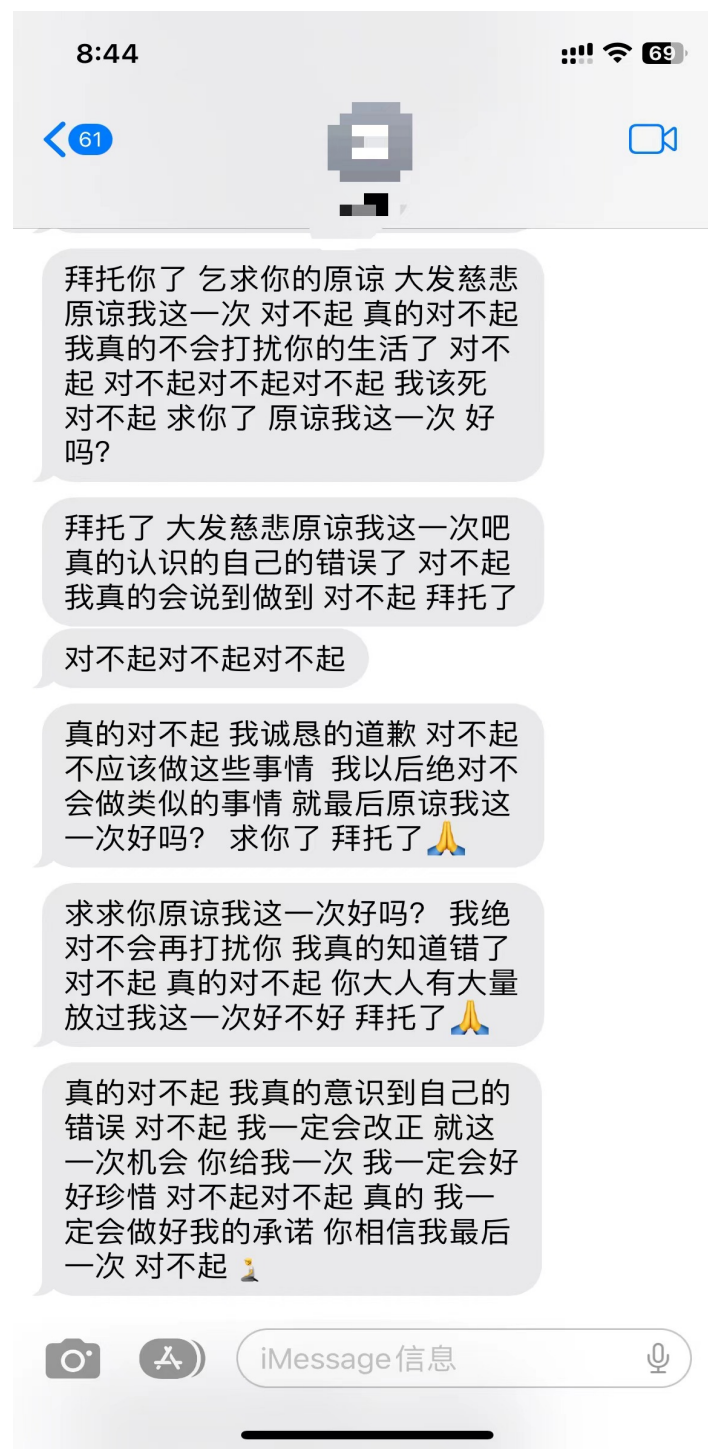 8:44
69
61
拜托你了 乞求你的原谅 大发慈悲
原谅我这一次 对不起 真的对不起
我真的不会打扰你的生活了 对不
起 对不起对不起对不起 我该死
对不起 求你了 原谅我这一次 好
吗?
拜托了 大发慈悲原谅我这一次吧
真的认识的自己的错误了 对不起
我真的会说到做到 对不起 拜托了
对不起对不起对不起
真的对不起 我诚恳的道歉 对不起
不应该做这些事情 我以后绝对不
会做类似的事情 就最后原谅我这
一次好吗? 求你了 拜托了🙏
求求你原谅我这一次好吗? 我绝
对不会再打扰你 我真的知道错了
对不起 真的对不起 你大人有大量
放过我这一次好不好 拜托了🙏
真的对不起 我真的意识到自己的
错误 对不起 我一定会改正 就这
一次机会 你给我一次 我一定会好
好珍惜 对不起对不起 真的 我一
定会做好我的承诺 你相信我最后
一次 对不起
iMessage信息